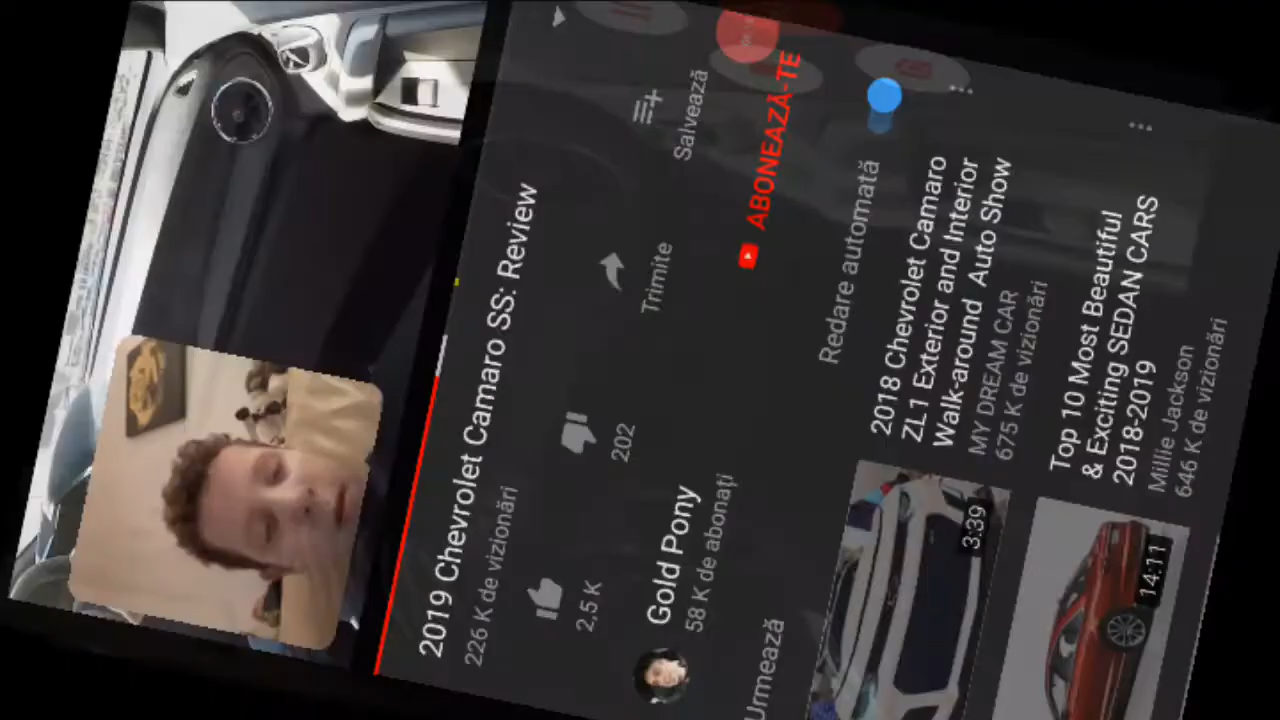 2019 Chevrolet Camaro SS: Review
226 K de vizionări
2,5 K
202
Trimite
Salvează
Gold Pony
58 K de abonați
ABONEAZĂ-TE
Urmează
Redare automată
3:39
2018 Chevrolet Camaro
ZL1 Exterior and Interior
Walk-around Auto Show
MY DREAM CAR
675 K de vizionări
14:11
Top 10 Most Beautiful
& Exciting SEDAN CARS
2018-2019
Millie Jackson
646 K de vizionări